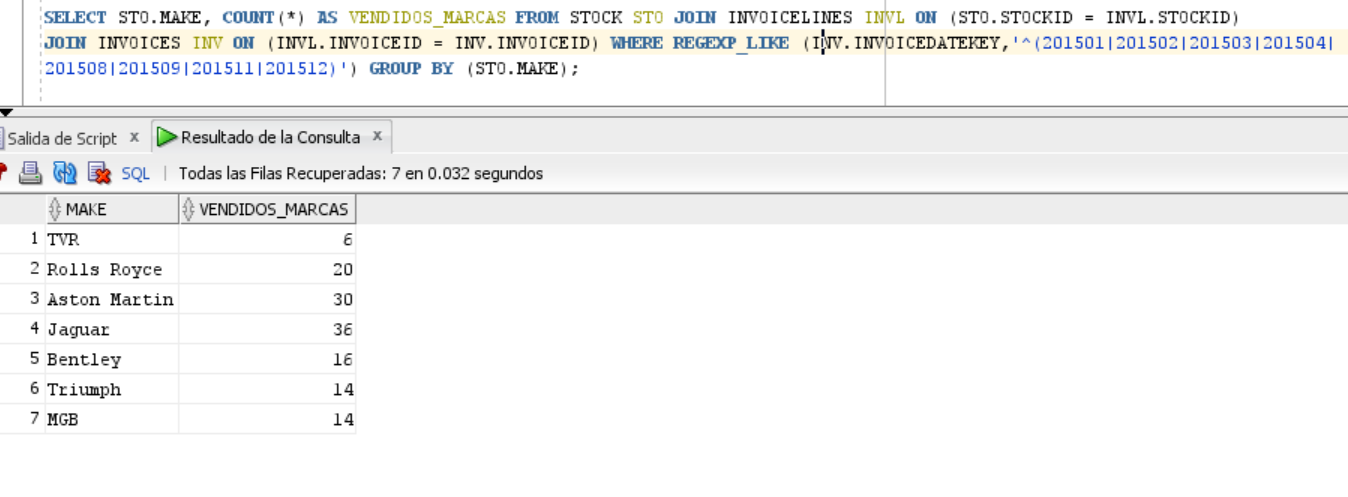 SELECT STO.MAKE, COUNT(*) AS VENDIDOS_MARCAS FROM STOCK STO JOIN INVOICELINES INVL ON (STO.STOCKID = INVL.STOCKID)
JOIN INVOICES INV ON (INVL.INVOICEID = INV.INVOICEID) WHERE REGEXP_LIKE (INV.INVOICEDATEKEY,'^(201501|201502|201503|201504|
201508|201509|201511|201512)') GROUP BY (STO.MAKE);
Salida de Script x Resultado de la Consulta x
SQL | Todas las Filas Recuperadas: 7 en 0.032 segundos
MAKE VENDIDOS_MARCAS
1 TVR 6
2 Rolls Royce 20
3 Aston Martin 30
4 Jaguar 36
5 Bentley 16
6 Triumph 14
7 MGB 14